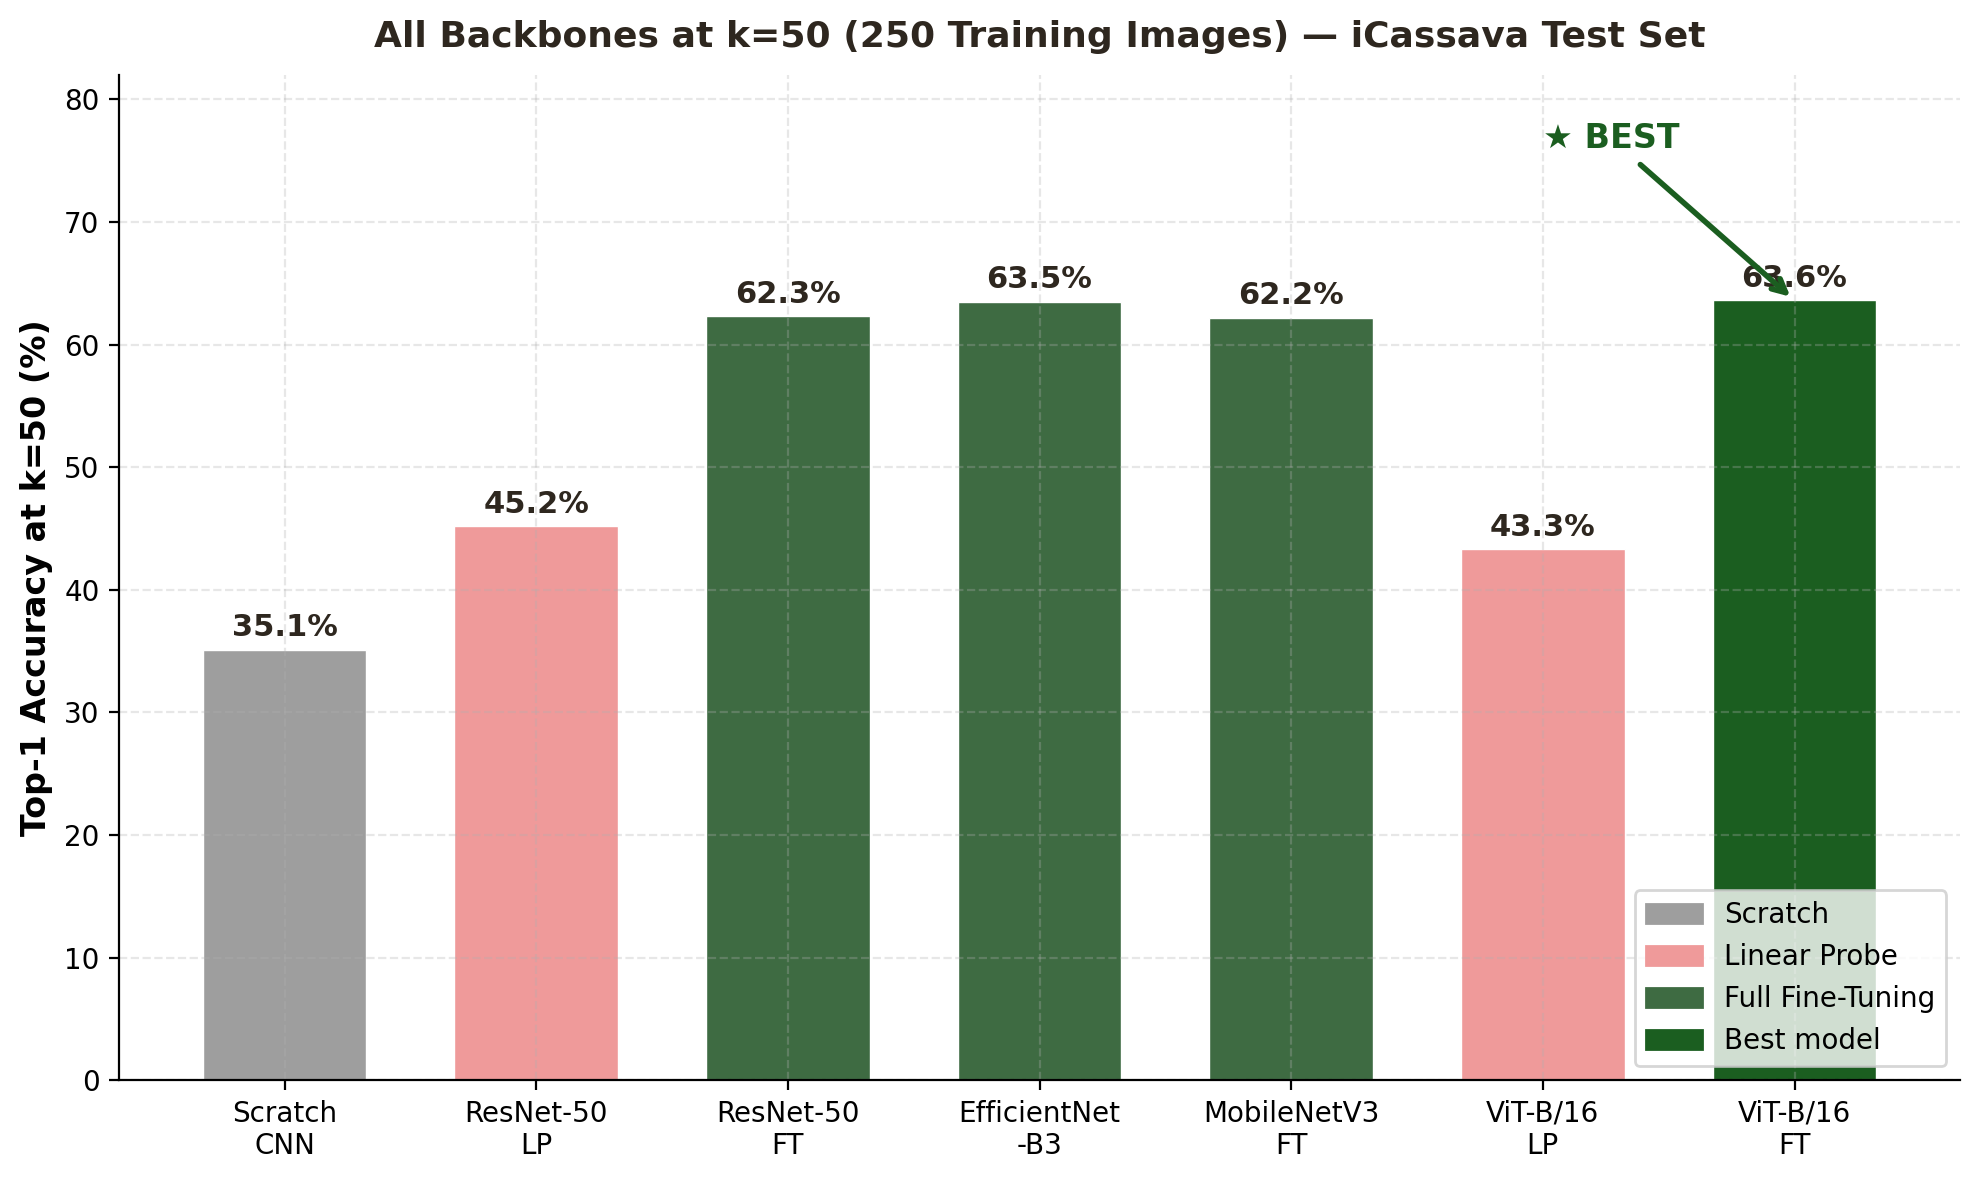 All Backbones at k=50 (250 Training Images) — iCassava Test Set
Top-1 Accuracy at k=50 (%)
80
70
60
50
40
30
20
10
0
★ BEST
35.1%
45.2%
62.3%
63.5%
62.2%
43.3%
63.6%
Scratch
CNN
ResNet-50
LP
ResNet-50
FT
EfficientNet
-B3
MobileNetV3
FT
ViT-B/16
LP
ViT-B/16
FT
Scratch
Linear Probe
Full Fine-Tuning
Best model